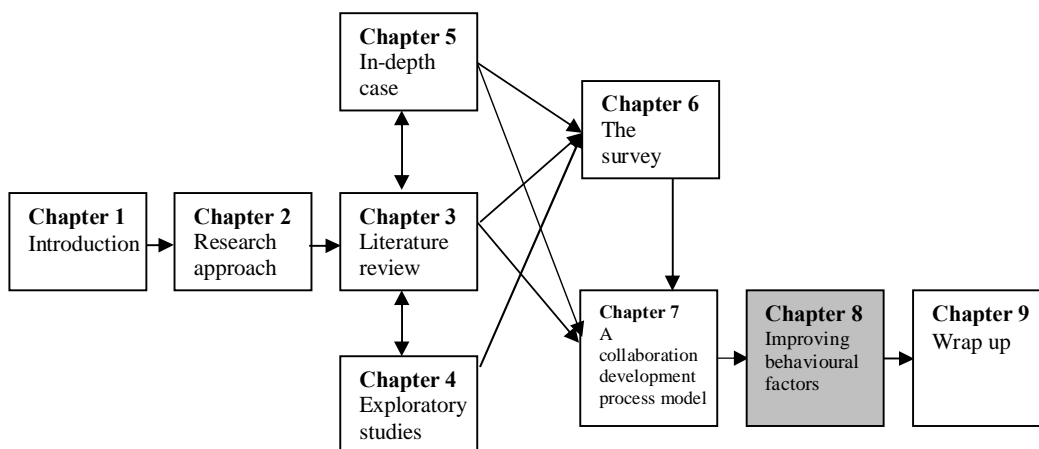 Chapter 5
In-depth
case
Chapter 6
The
survey
Chapter 1
Introduction
Chapter 2
Research
approach
Chapter 3
Literature
review
Chapter 7
A
collaboration
development
process model
Chapter 8
Improving
behavioural
factors
Chapter 9
Wrap up
Chapter 4
Exploratory
studies